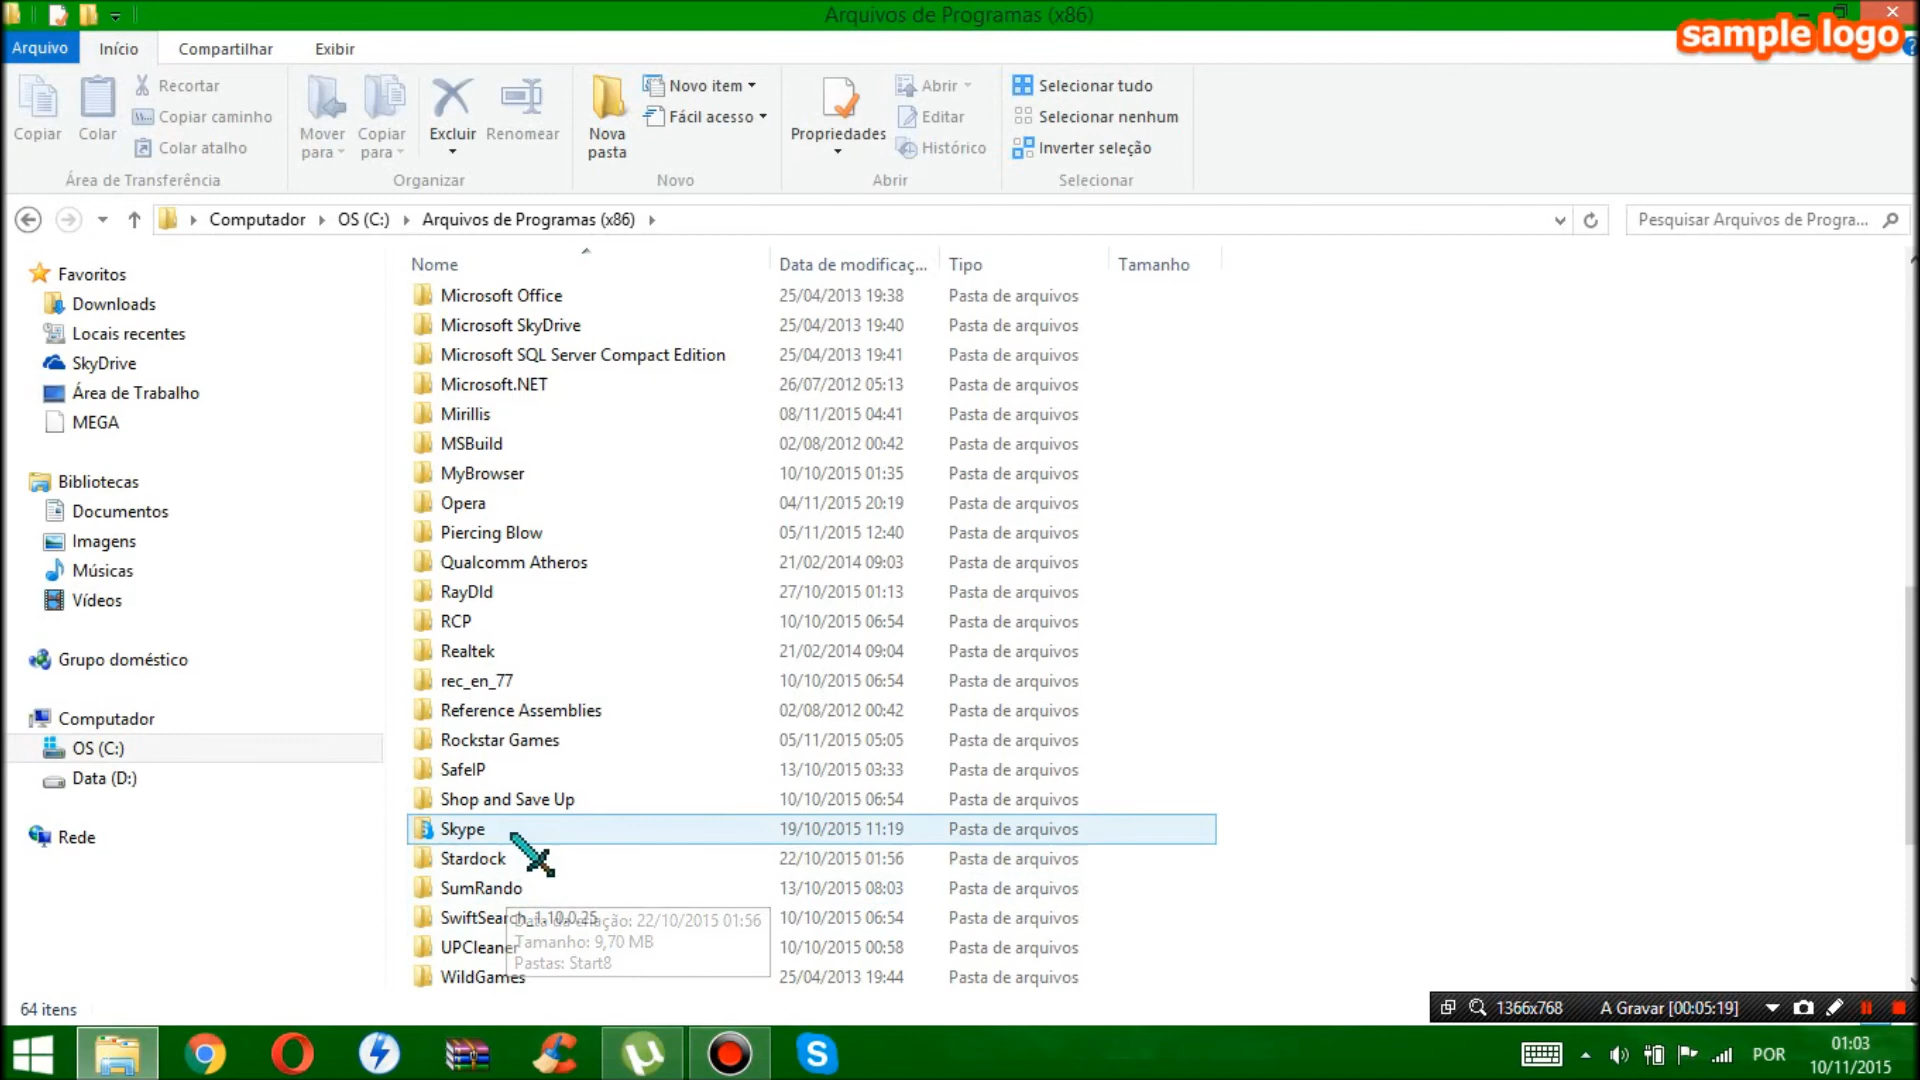 Arquivos de Programas (x86)
sample logo
Arquivo Início Compartilhar Exibir
Copiar
Colar
Recortar
Copiar caminho
Colar atalho
Área de Transferência
Mover para
Copiar para
Excluir
Renomear
Organizar
Nova pasta
Novo item
Fácil acesso
Novo
Propriedades
Abrir
Editar
Histórico
Abrir
Selecionar tudo
Selecionar nenhum
Inverter seleção
Selecionar
Computador OS (C:) Arquivos de Programas (x86)
Pesquisar Arquivos de Progra...
Favoritos
Downloads
Locais recentes
SkyDrive
Área de Trabalho
MEGA
Bibliotecas
Documentos
Imagens
Músicas
Vídeos
Grupo doméstico
Computador
OS (C:)
Data (D:)
Rede
Nome Data de modificaç... Tipo Tamanho
Microsoft Office 25/04/2013 19:38 Pasta de arquivos
Microsoft SkyDrive 25/04/2013 19:40 Pasta de arquivos
Microsoft SQL Server Compact Edition 25/04/2013 19:41 Pasta de arquivos
Microsoft.NET 26/07/2012 05:13 Pasta de arquivos
Mirillis 08/11/2015 04:41 Pasta de arquivos
MSBuild 02/08/2012 00:42 Pasta de arquivos
MyBrowser 10/10/2015 01:35 Pasta de arquivos
Opera 04/11/2015 20:19 Pasta de arquivos
Piercing Blow 05/11/2015 12:40 Pasta de arquivos
Qualcomm Atheros 21/02/2014 09:03 Pasta de arquivos
RayDld 27/10/2015 01:13 Pasta de arquivos
RCP 10/10/2015 06:54 Pasta de arquivos
Realtek 21/02/2014 09:04 Pasta de arquivos
rec_en_77 10/10/2015 06:54 Pasta de arquivos
Reference Assemblies 02/08/2012 00:42 Pasta de arquivos
Rockstar Games 05/11/2015 05:05 Pasta de arquivos
SafeIP 13/10/2015 03:33 Pasta de arquivos
Shop and Save Up 10/10/2015 06:54 Pasta de arquivos
Skype 19/10/2015 11:19 Pasta de arquivos
Stardock 22/10/2015 01:56 Pasta de arquivos
SumRando 13/10/2015 08:03 Pasta de arquivos
SwiftSearch_1.10.0.25 10/10/2015 06:54 Pasta de arquivos
UPCleaner 10/10/2015 00:58 Pasta de arquivos
WildGames 25/04/2013 19:44 Pasta de arquivos
Data da criação: 22/10/2015 01:56
Tamanho: 9,70 MB
Pastas: Start8
64 itens
1366x768 A Gravar [00:05:19]
POR
01:03
10/11/2015